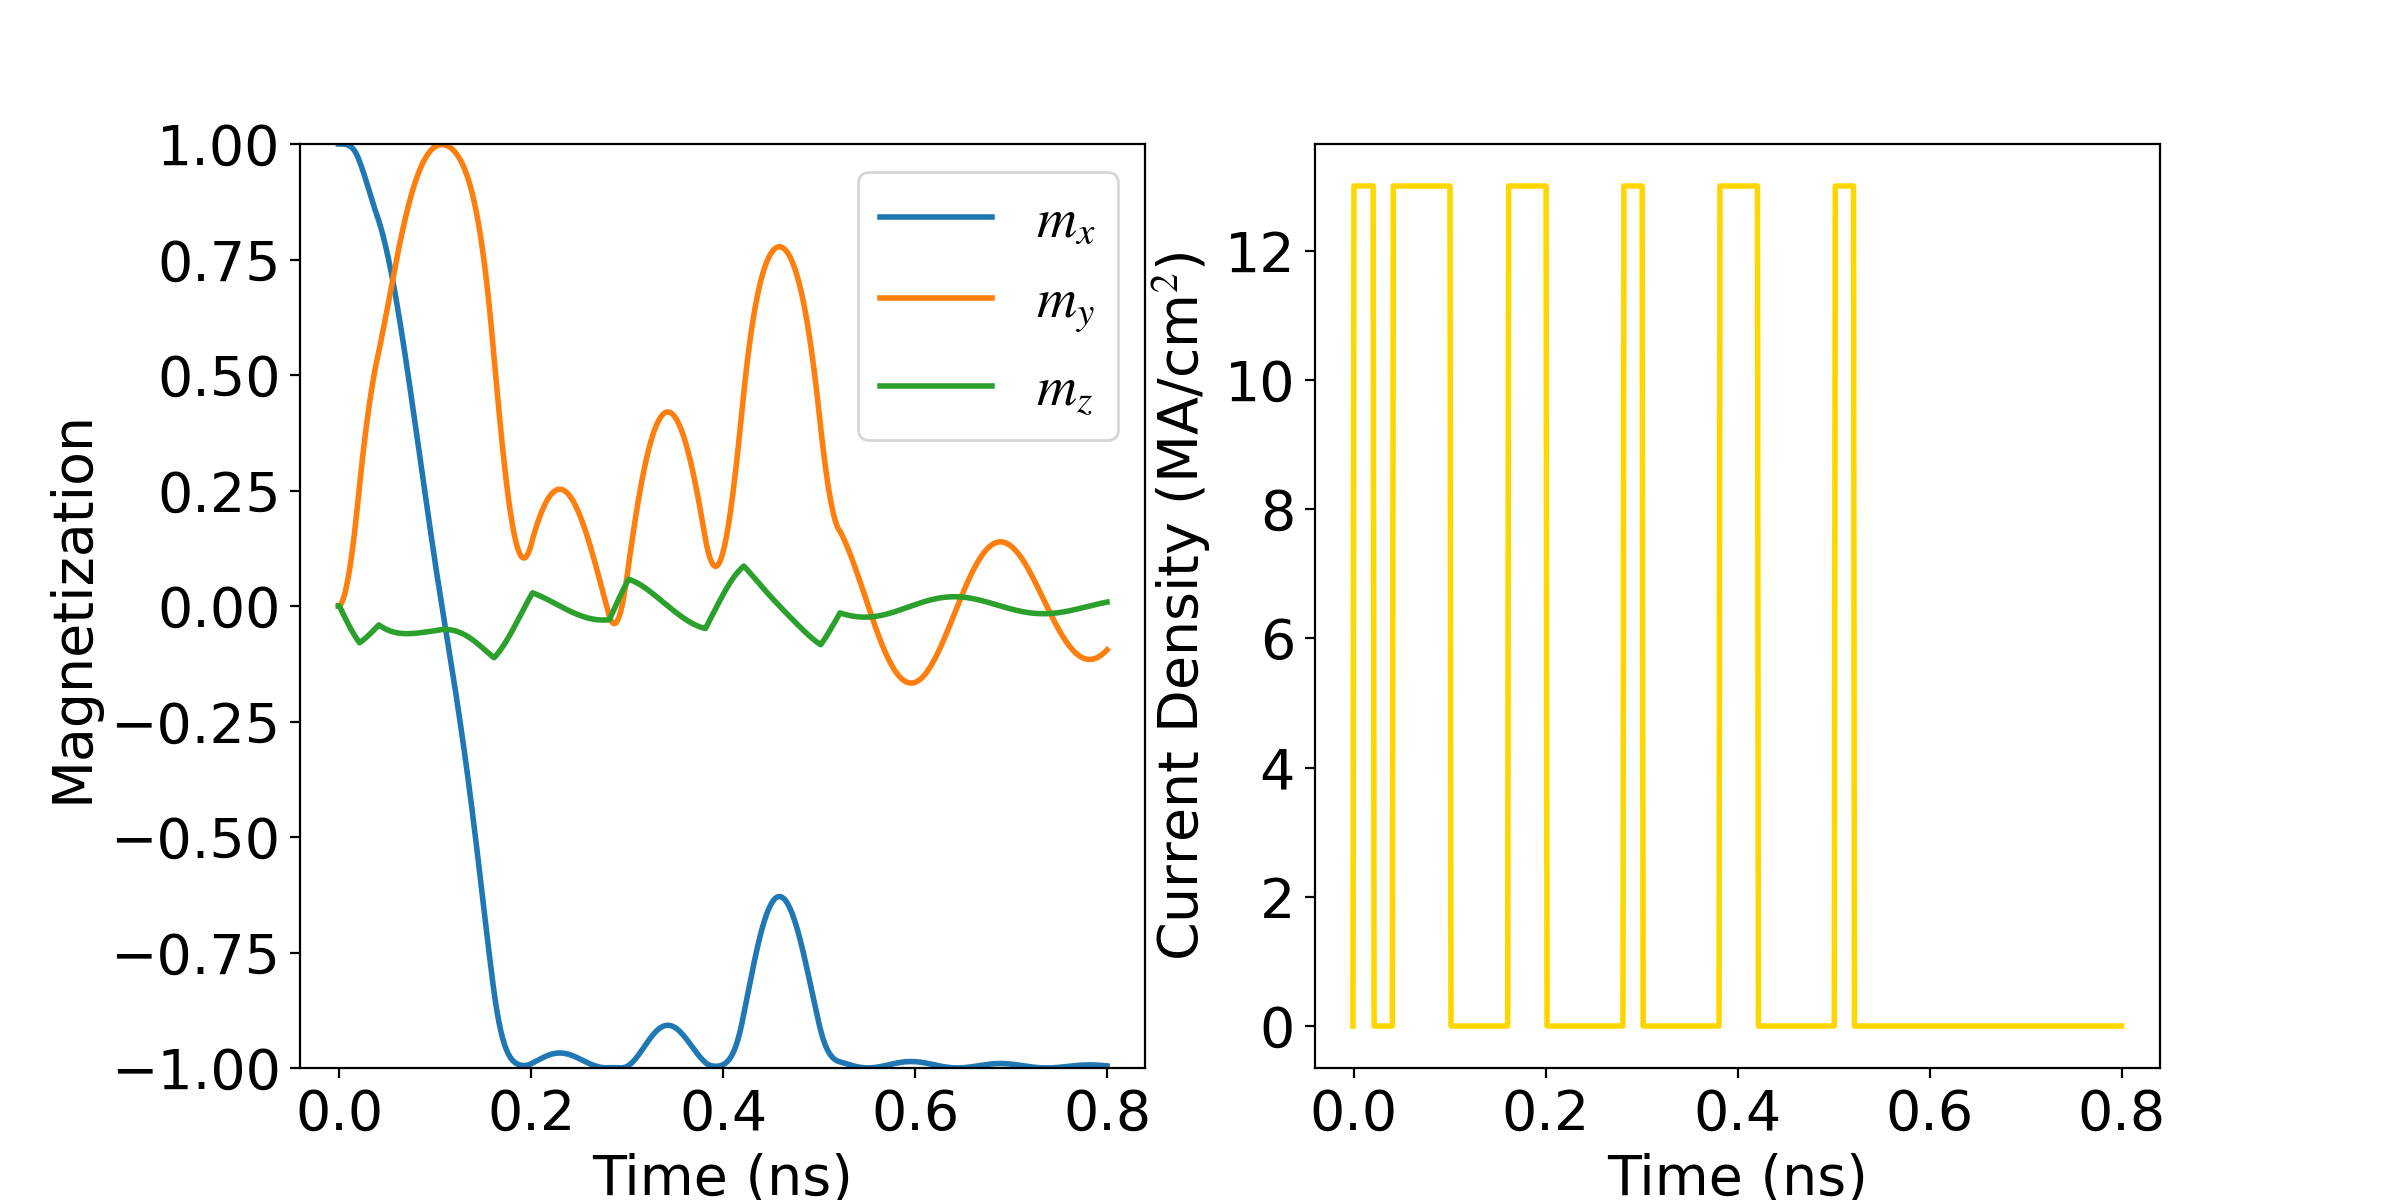 1.00
0.75
0.50
0.25
0.00
−0.25
−0.50
−0.75
−1.00
Magnetization
0.0 0.2 0.4 0.6 0.8
Time (ns)
m_x
m_y
m_z
12
10
8
6
4
2
0
Current Density (MA/cm²)
0.0 0.2 0.4 0.6 0.8
Time (ns)